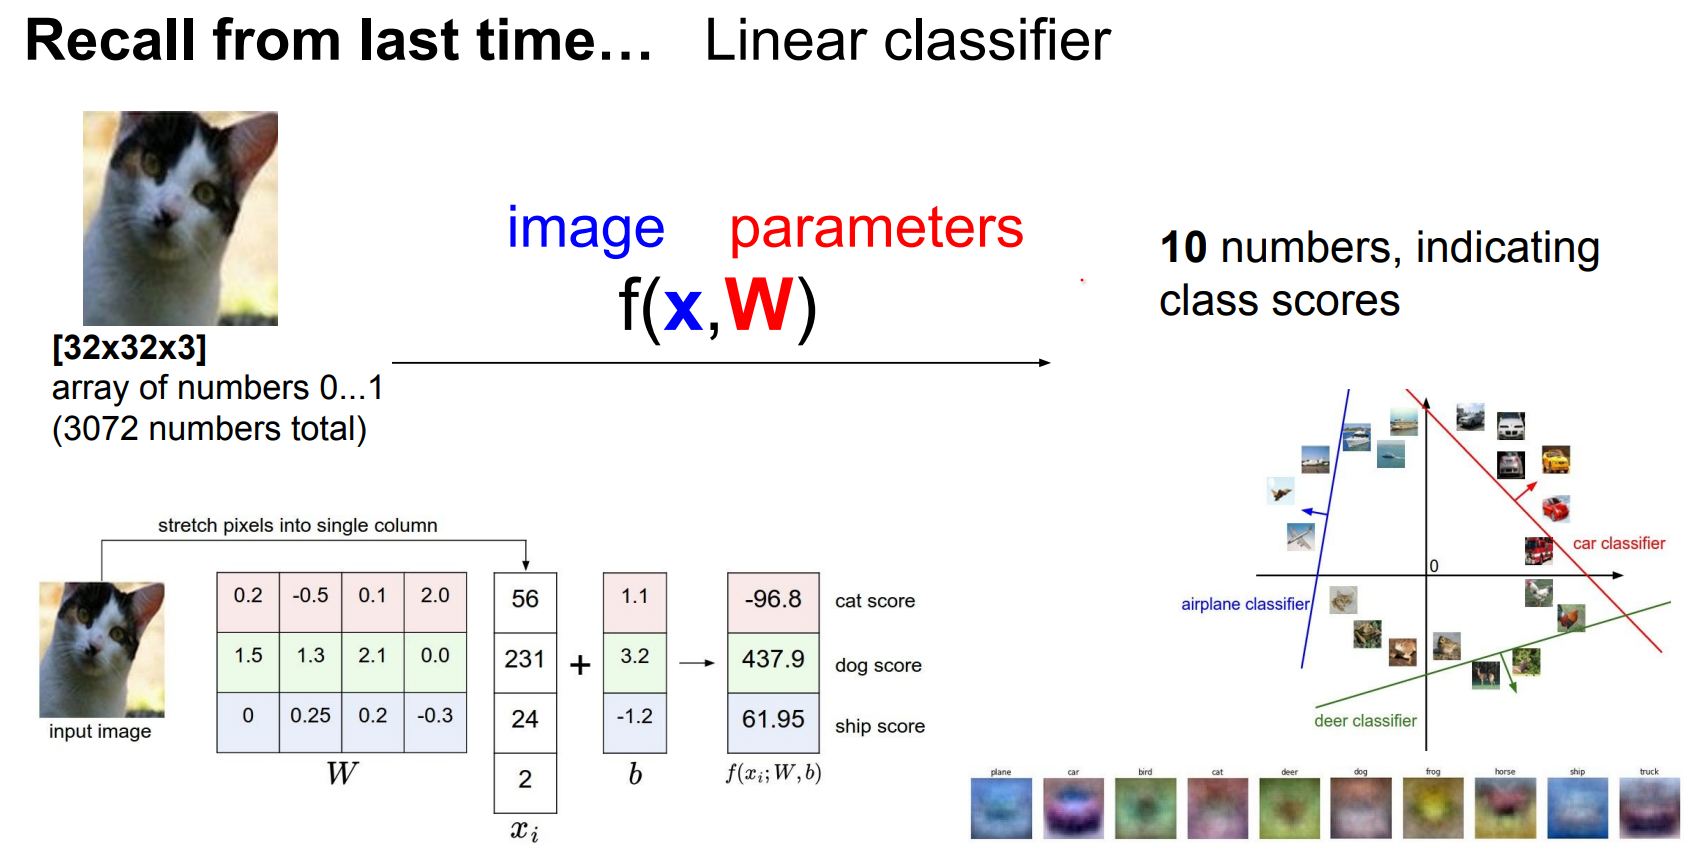 Recall from last time… Linear classifier
image parameters
f(x,W)
10 numbers, indicating
class scores
[32x32x3]
array of numbers 0...1
(3072 numbers total)
stretch pixels into single column
input image
0.2 -0.5 0.1 2.0
1.5 1.3 2.1 0.0
0 0.25 0.2 -0.3
W
56
231
24
2
x_i
+
1.1
3.2
-1.2
b
-96.8 cat score
437.9 dog score
61.95 ship score
f(x_i; W, b)
0
car classifier
airplane classifier
deer classifier
plane car bird cat deer dog frog horse ship truck